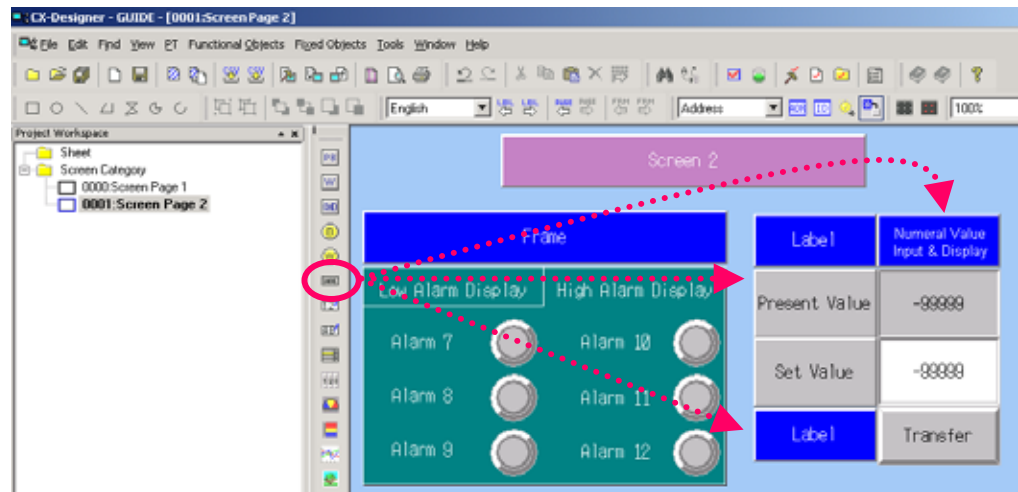 CX-Designer - GUIDE - [0001:Screen Page 2]
File Edit Find View PT Functional Objects Fixed Objects Tools Window Help
English Address 100%
Project Workspace
Sheet
Screen Category
0000:Screen Page 1
0001:Screen Page 2
Screen 2
Frame
Low Alarm Display High Alarm Display
Alarm 7 Alarm 10
Alarm 8 Alarm 11
Alarm 9 Alarm 12
Label Numeral Value
Input & Display
Present Value -99999
Set Value -99999
Label Transfer